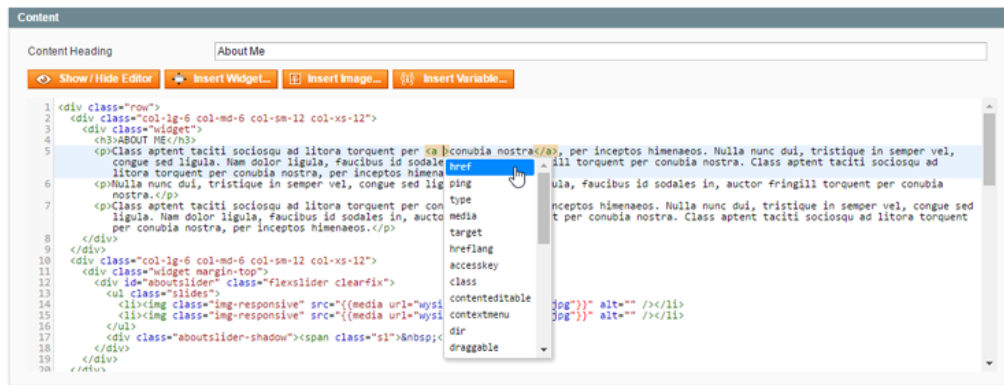 Content
Content Heading About Me
Show / Hide Editor Insert Widget... Insert Image... Insert Variable...
1 <div class="row">
2 <div class="col-lg-6 col-md-6 col-sm-12 col-xs-12">
3 <div class="widget">
4 <h3>ABOUT ME</h3>
5 <p>Class aptent taciti sociosqu ad litora torquent per <a >conubia nostra</a>, per inceptos himenaeos. Nulla nunc dui, tristique in semper vel,
congue sed ligula. Nam dolor ligula, faucibus id sodale ill torquent per conubia nostra. Class aptent taciti sociosqu ad
litora torquent per conubia nostra, per inceptos himena
6 <p>Nulla nunc dui, tristique in semper vel, congue sed lig ula, faucibus id sodales in, auctor fringill torquent per conubia
nostra.</p>
7 <p>Class aptent taciti sociosqu ad litora torquent per con nceptos himenaeos. Nulla nunc dui, tristique in semper vel, congue sed
ligula. Nam dolor ligula, faucibus id sodales in, aucto t per conubia nostra. Class aptent taciti sociosqu ad litora torquent
per conubia nostra, per inceptos himenaeos.</p>
8 </div>
9 </div>
10 <div class="col-lg-6 col-md-6 col-sm-12 col-xs-12">
11 <div class="widget margin-top">
12 <div id="aboutslider" class="flexslider clearfix">
13 <ul class="slides">
14 <li><img class="img-responsive" src="{{media url="wysi jpg"}}" alt="" /></li>
15 <li><img class="img-responsive" src="{{media url="wysi jpg"}}" alt="" /></li>
16 </ul>
17 <div class="aboutslider-shadow"><span class="s1">&nbsp;<
18 </div>
19 </div>
20 </div>
href
ping
type
media
target
hreflang
accesskey
class
contenteditable
contextmenu
dir
draggable